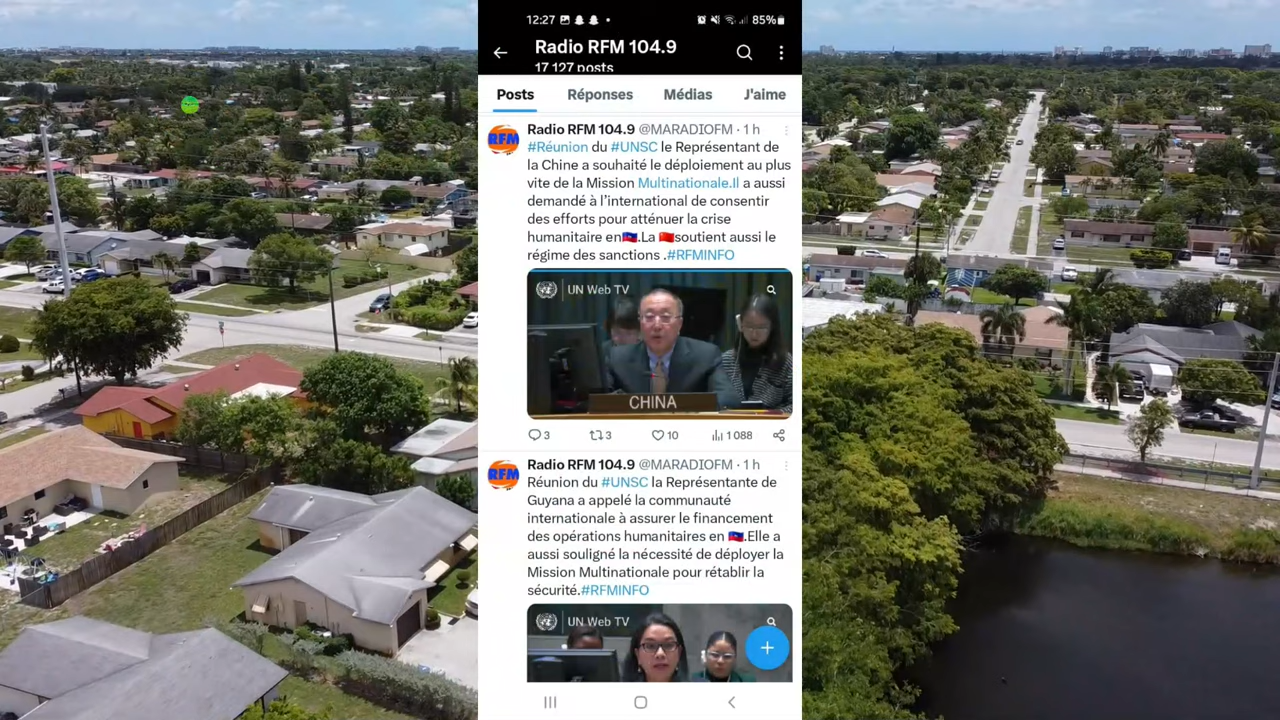 12:27
85%
Radio RFM 104.9
17 127 posts
Posts
Réponses
Médias
J'aime
RFM
Radio RFM 104.9 @MARADIOFM · 1 h
#Réunion du #UNSC le Représentant de
la Chine a souhaité le déploiement au plus
vite de la Mission Multinationale.Il a aussi
demandé à l'international de consentir
des efforts pour atténuer la crise
humanitaire en🇭🇹.La 🇨🇳soutient aussi le
régime des sanctions .#RFMINFO
UN Web TV
CHINA
3
3
10
1 088
RFM
Radio RFM 104.9 @MARADIOFM · 1 h
Réunion du #UNSC la Représentante de
Guyana a appelé la communauté
internationale à assurer le financement
des opérations humanitaires en 🇭🇹.Elle a
aussi souligné la nécessité de déployer la
Mission Multinationale pour rétablir la
sécurité.#RFMINFO
UN Web TV